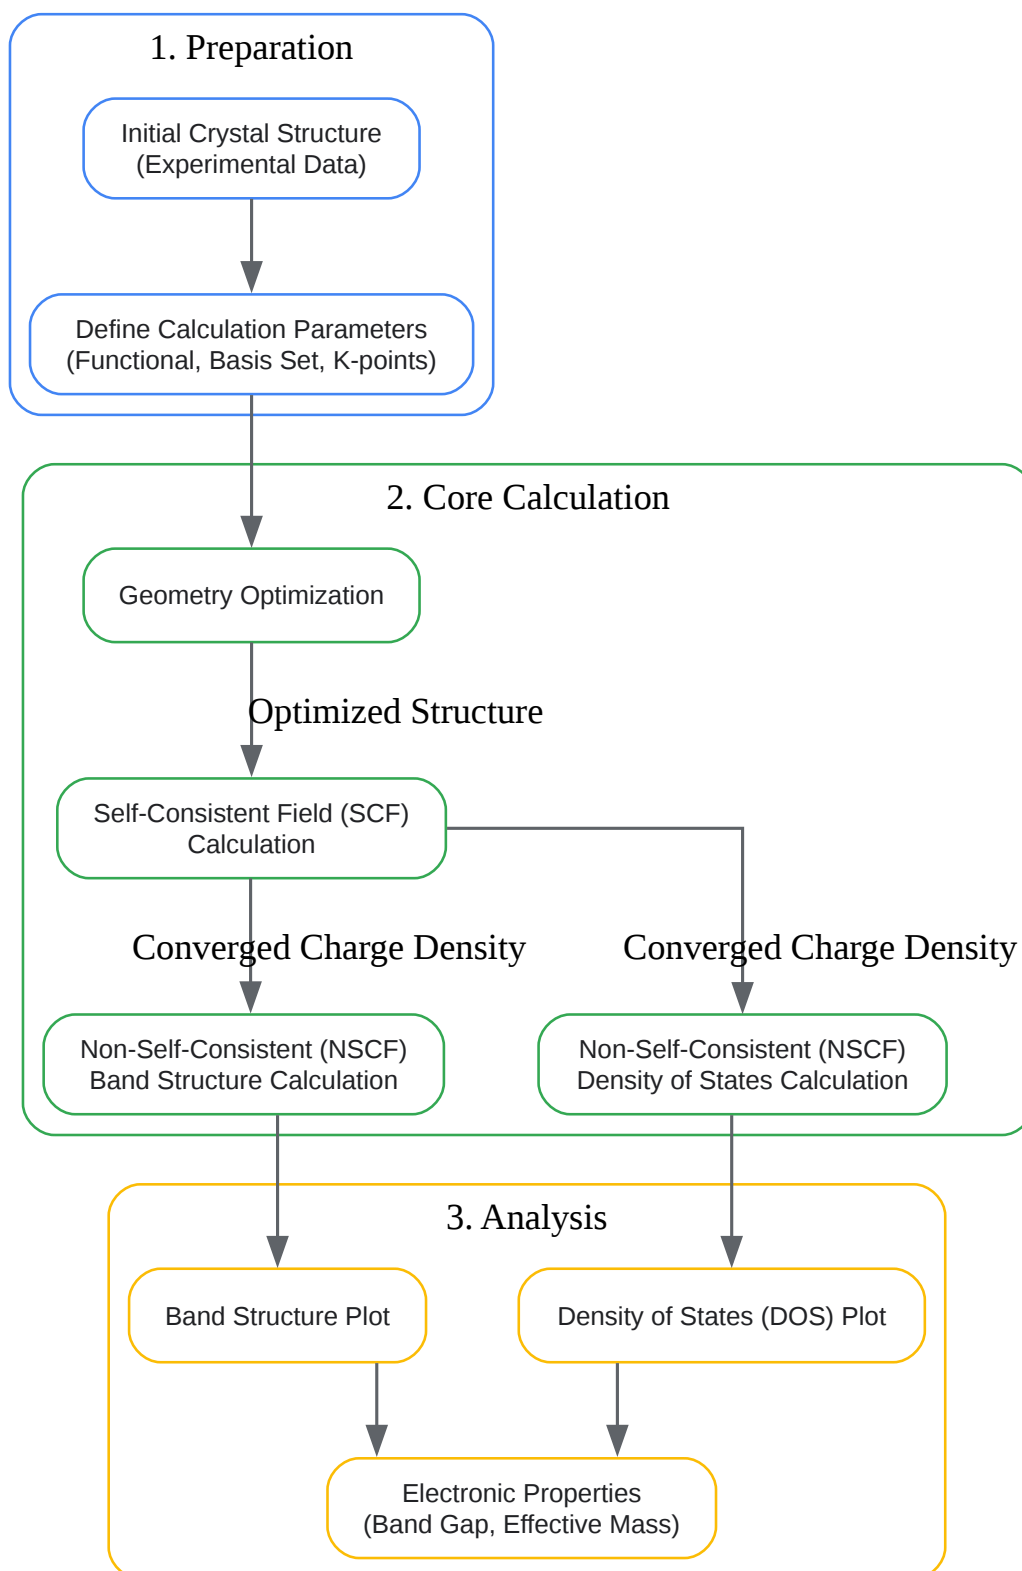 1. Preparation
Initial Crystal Structure
(Experimental Data)
Define Calculation Parameters
(Functional, Basis Set, K-points)
2. Core Calculation
Geometry Optimization
Optimized Structure
Self-Consistent Field (SCF)
Calculation
Converged Charge Density
Converged Charge Density
Non-Self-Consistent (NSCF)
Band Structure Calculation
Non-Self-Consistent (NSCF)
Density of States Calculation
3. Analysis
Band Structure Plot
Density of States (DOS) Plot
Electronic Properties
(Band Gap, Effective Mass)